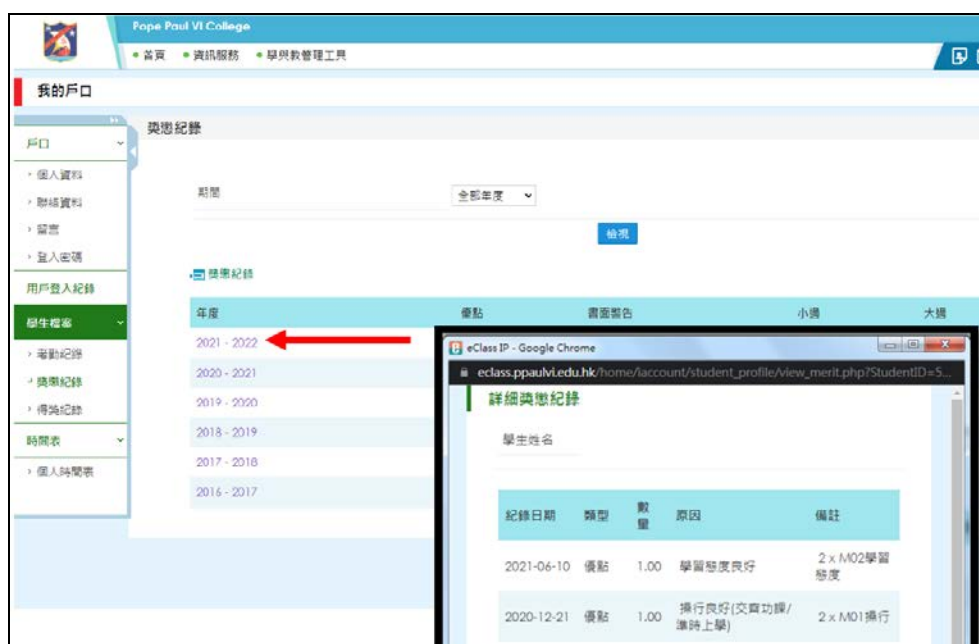 Pope Paul VI College
首頁 資訊服務 學與教管理工具
我的戶口
戶口
個人資料
聯絡資料
留言
登入密碼
用戶登入紀錄
學生檔案
考勤紀錄
獎懲紀錄
得獎紀錄
時間表
個人時間表
獎懲紀錄
期間 全部年度
檢視
獎懲紀錄
年度 優點 書面警告 小過 大過
2021 - 2022
2020 - 2021
2019 - 2020
2018 - 2019
2017 - 2018
2016 - 2017
eClass IP - Google Chrome
eclass.ppaulvi.edu.hk/home/iaccount/student_profile/view_merit.php?StudentID=5...
詳細獎懲紀錄
學生姓名
紀錄日期 類型 數量 原因 備註
2021-06-10 優點 1.00 學習態度良好 2 x M02學習態度
2020-12-21 優點 1.00 操行良好(交齊功課/準時上學) 2 x M01操行